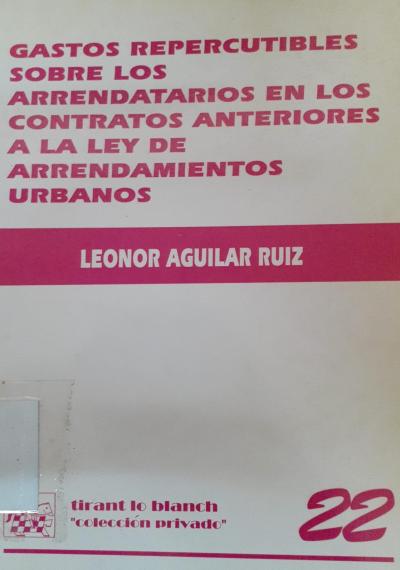 GASTOS REPERCUTIBLES
SOBRE LOS
ARRENDATARIOS EN LOS
CONTRATOS ANTERIORES
A LA LEY DE
ARRENDAMIENTOS
URBANOS
LEONOR AGUILAR RUIZ
tirant lo blanch
"colección privado"
22